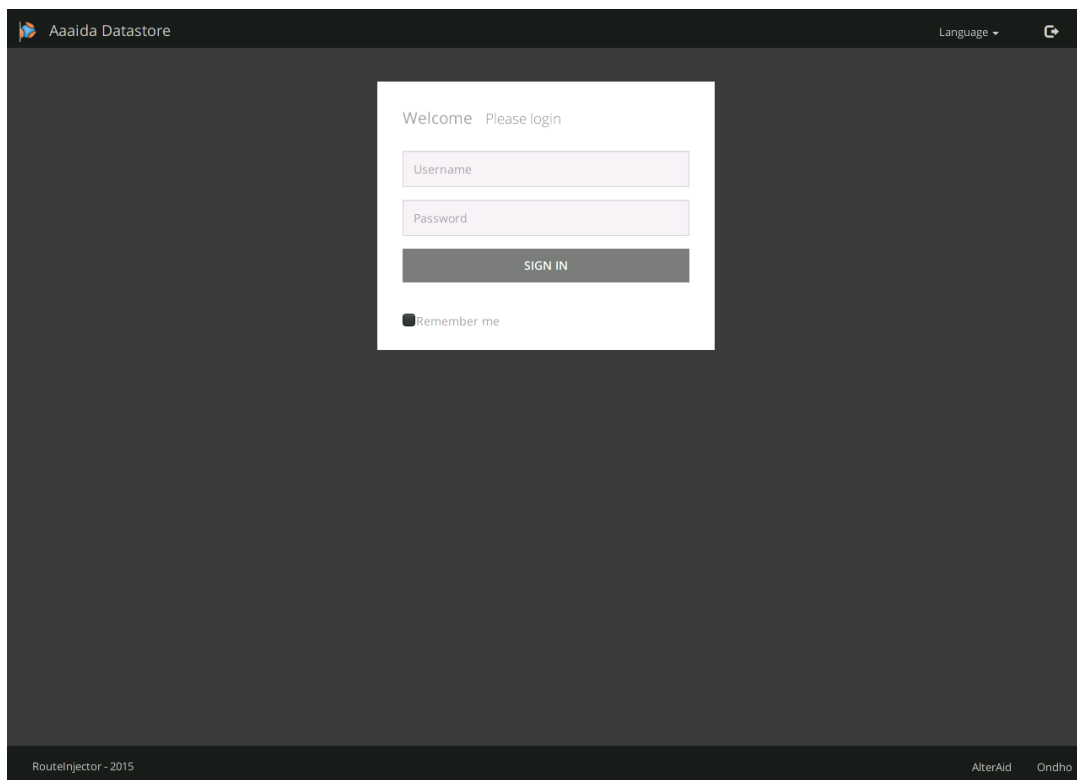 Aaaida Datastore Language
Welcome Please login
Username
Password
SIGN IN
Remember me
RouteInjector - 2015 AlterAid Ondho